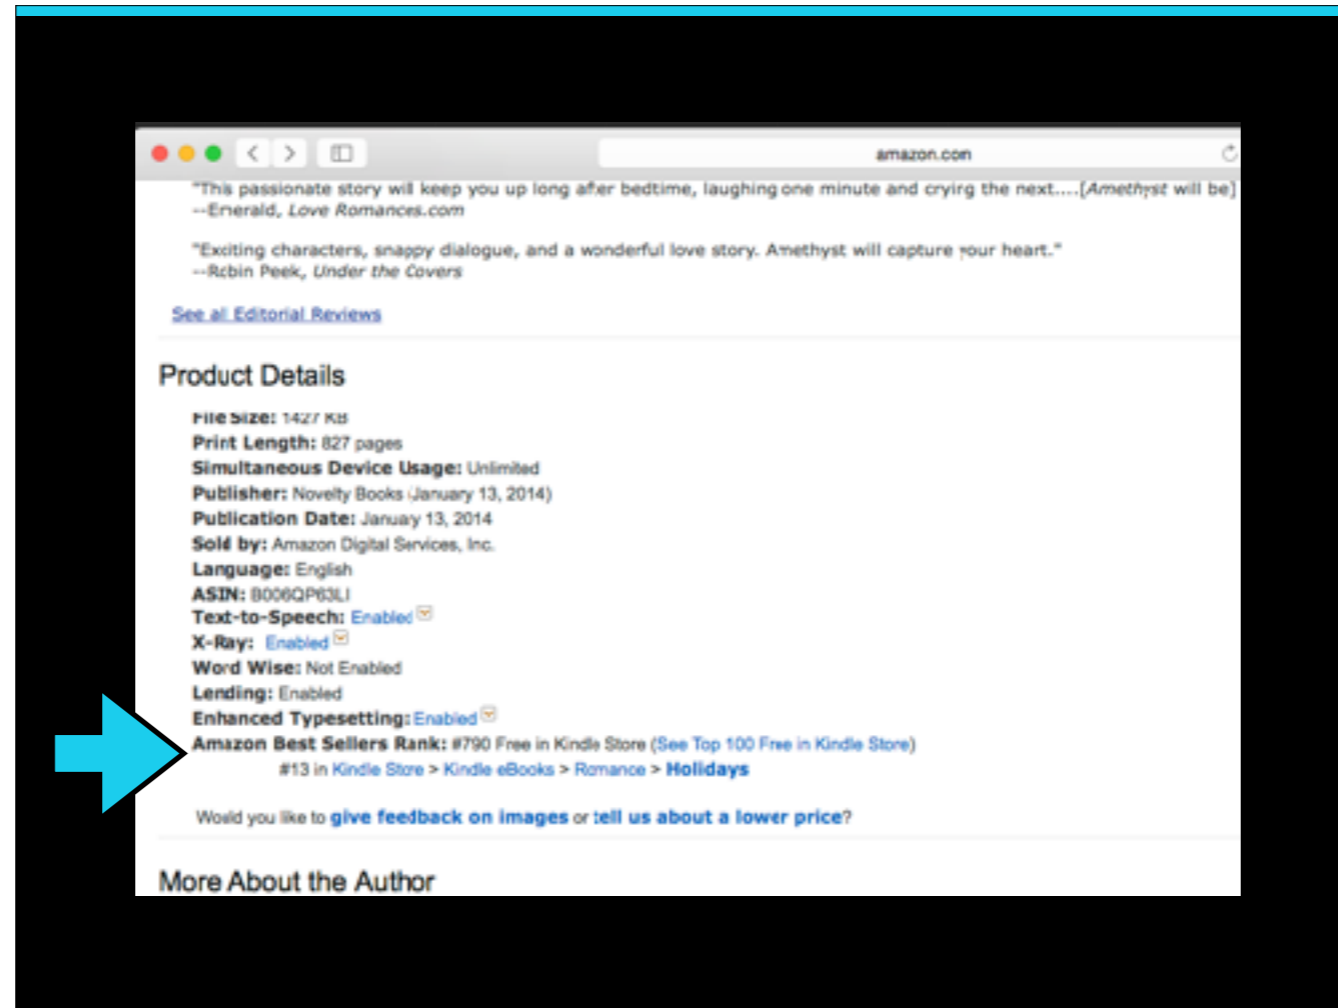 amazon.com
"This passionate story will keep you up long after bedtime, laughing one minute and crying the next....[Amethyst will be]
--Emerald, Love Romances.com
"Exciting characters, snappy dialogue, and a wonderful love story. Amethyst will capture your heart."
--Robin Peek, Under the Covers
See all Editorial Reviews
Product Details
File Size: 1427 KB
Print Length: 827 pages
Simultaneous Device Usage: Unlimited
Publisher: Novelty Books (January 13, 2014)
Publication Date: January 13, 2014
Sold by: Amazon Digital Services, Inc.
Language: English
ASIN: B006QP63LI
Text-to-Speech: Enabled
X-Ray: Enabled
Word Wise: Not Enabled
Lending: Enabled
Enhanced Typesetting: Enabled
Amazon Best Sellers Rank: #790 Free in Kindle Store (See Top 100 Free in Kindle Store)
#13 in Kindle Store > Kindle eBooks > Romance > Holidays
Would you like to give feedback on images or tell us about a lower price?
More About the Author